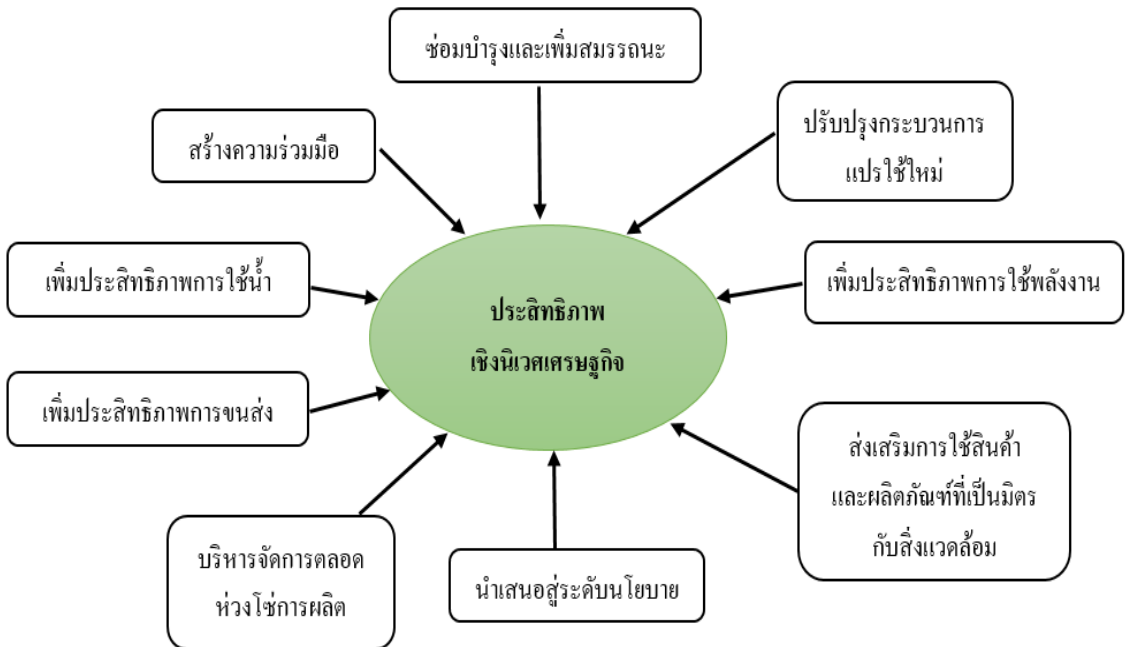 ซ่อมบำรุงและเพิ่มสมรรถนะ
สร้างความร่วมมือ
ปรับปรุงกระบวนการ
แปรใช้ใหม่
เพิ่มประสิทธิภาพการใช้น้ำ
เพิ่มประสิทธิภาพการใช้พลังงาน
ประสิทธิภาพ
เชิงนิเวศเศรษฐกิจ
เพิ่มประสิทธิภาพการขนส่ง
ส่งเสริมการใช้สินค้า
และผลิตภัณฑ์ที่เป็นมิตร
กับสิ่งแวดล้อม
บริหารจัดการตลอด
ห่วงโซ่การผลิต
นำเสนอสู่ระดับนโยบาย